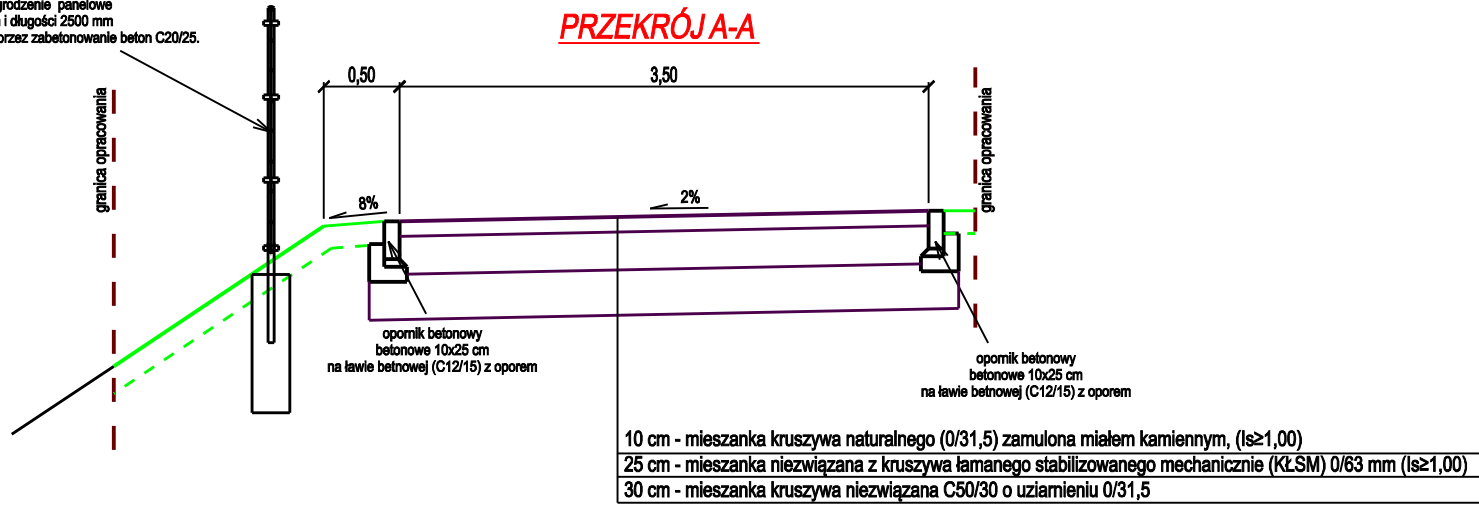 grodzenie panelowe
i długości 2500 mm
przez zabetonowanie beton C20/25.
PRZEKRÓJ A-A
0,50
3,50
granica opracowania
granica opracowania
8%
2%
opornik betonowy
betonowe 10x25 cm
na ławie betnowej (C12/15) z oporem
opornik betonowy
betonowe 10x25 cm
na ławie betnowej (C12/15) z oporem
10 cm - mieszanka kruszywa naturalnego (0/31,5) zamulona miałem kamiennym, (Is≥1,00)
25 cm - mieszanka niezwiązana z kruszywa łamanego stabilizowanego mechanicznie (KŁSM) 0/63 mm (Is≥1,00)
30 cm - mieszanka kruszywa niezwiązana C50/30 o uziarnieniu 0/31,5